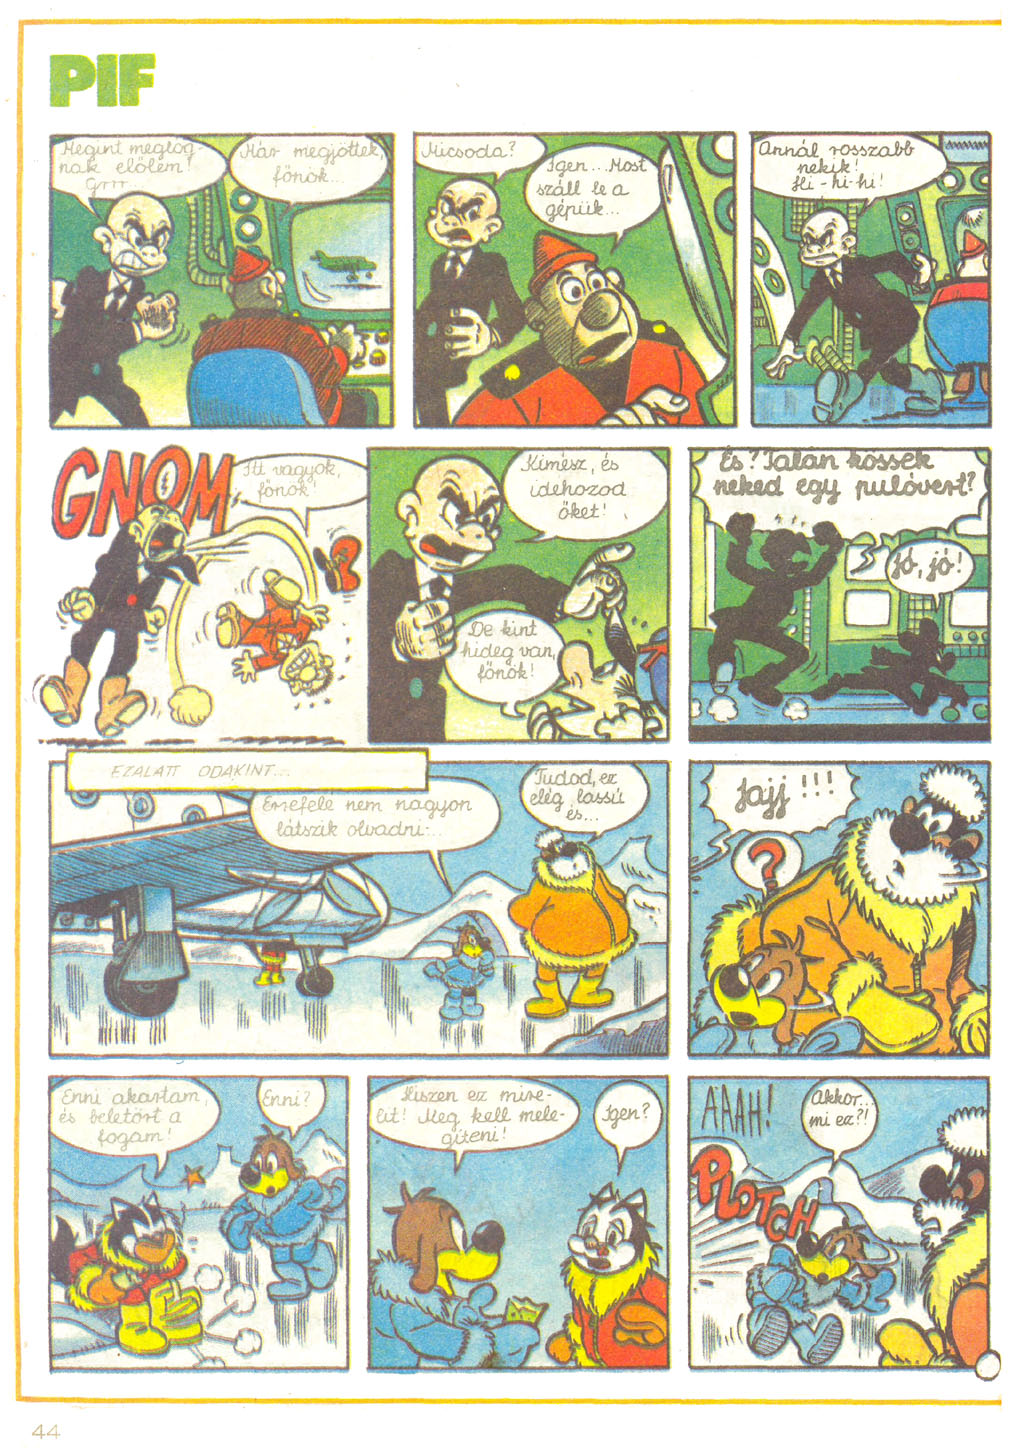 PIF
Megint meglóg-
nak előlem!
Grrr...
Már megjöttek,
főnök...
Micsoda?
Igen... Most
száll le a
gépük...
Annál rosszabb
nekik!
Hi-hi-hi!
GNOM
Itt vagyok,
főnök!
Kimész, és
idehozod
őket!
De kint
hideg van,
főnök!
És? Talán kössek
neked egy pulóvert?
Jó, jó!
EZALATT ODAKINT...
Errefelé nem nagyon
látszik olvadni...
Tudod, ez
elég lassú
és...
Jajj!!!
?
Enni akartam,
és beletört a
fogam!
Enni?
Hiszen ez mire-
lit! Meg kell mele-
gíteni!
Igen?
AAAH!
Akkor...
mi ez?!
PLOTCH
44